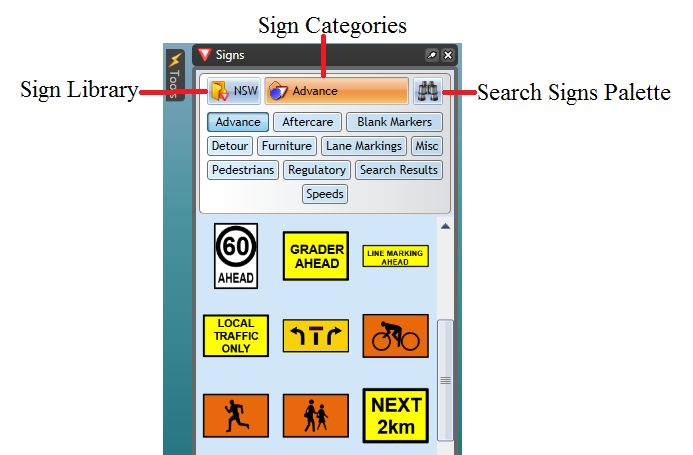 Sign Categories
Signs
Tools
Sign Library
NSW
Advance
Search Signs Palette
Advance Aftercare Blank Markers
Detour Furniture Lane Markings Misc
Pedestrians Regulatory Search Results
Speeds
60
AHEAD
GRADER
AHEAD
LINE MARKING
AHEAD
LOCAL
TRAFFIC
ONLY
NEXT
2km